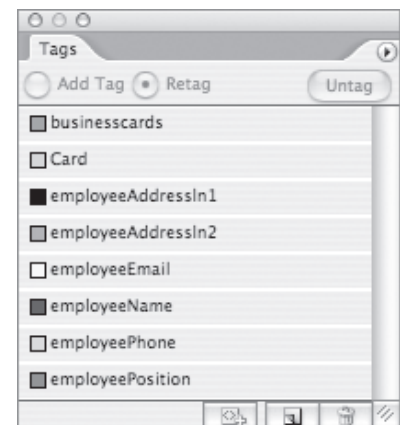 Tags
Add Tag Retag Untag
businesscards
Card
employeeAddressln1
employeeAddressln2
employeeEmail
employeeName
employeePhone
employeePosition